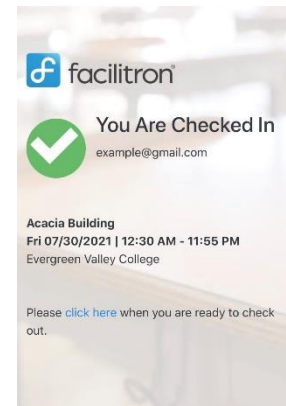 facilitron
You Are Checked In
example@gmail.com
Acacia Building
Fri 07/30/2021 | 12:30 AM - 11:55 PM
Evergreen Valley College
Please click here when you are ready to check
out.